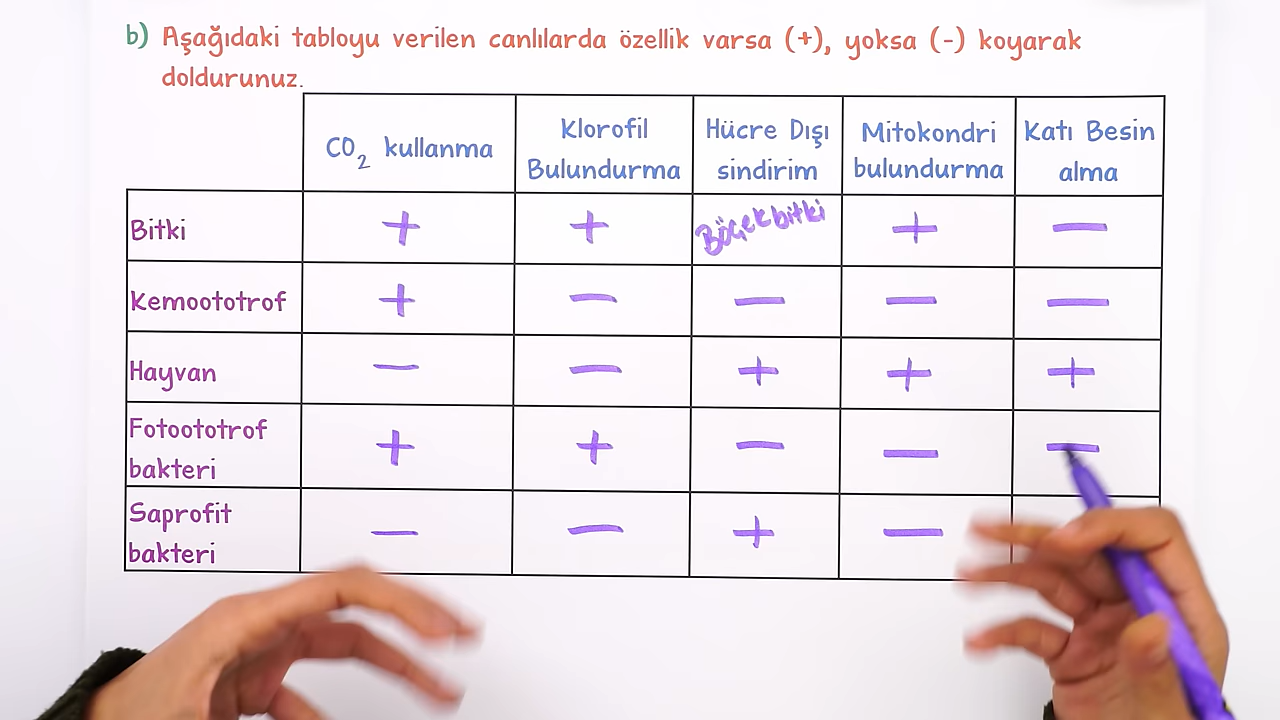 b) Aşağıdaki tabloyu verilen canlılarda özellik varsa (+), yoksa (-) koyarak
doldurunuz.
CO₂ kullanma
Klorofil
Bulundurma
Hücre Dışı
sindirim
Mitokondri
bulundurma
Katı Besin
alma
Bitki + + Böçekbitki + —
Kemoototrof + — — — —
Hayvan — — + + +
Fotoototrof
bakteri + + — — —
Saprofit
bakteri — — + —